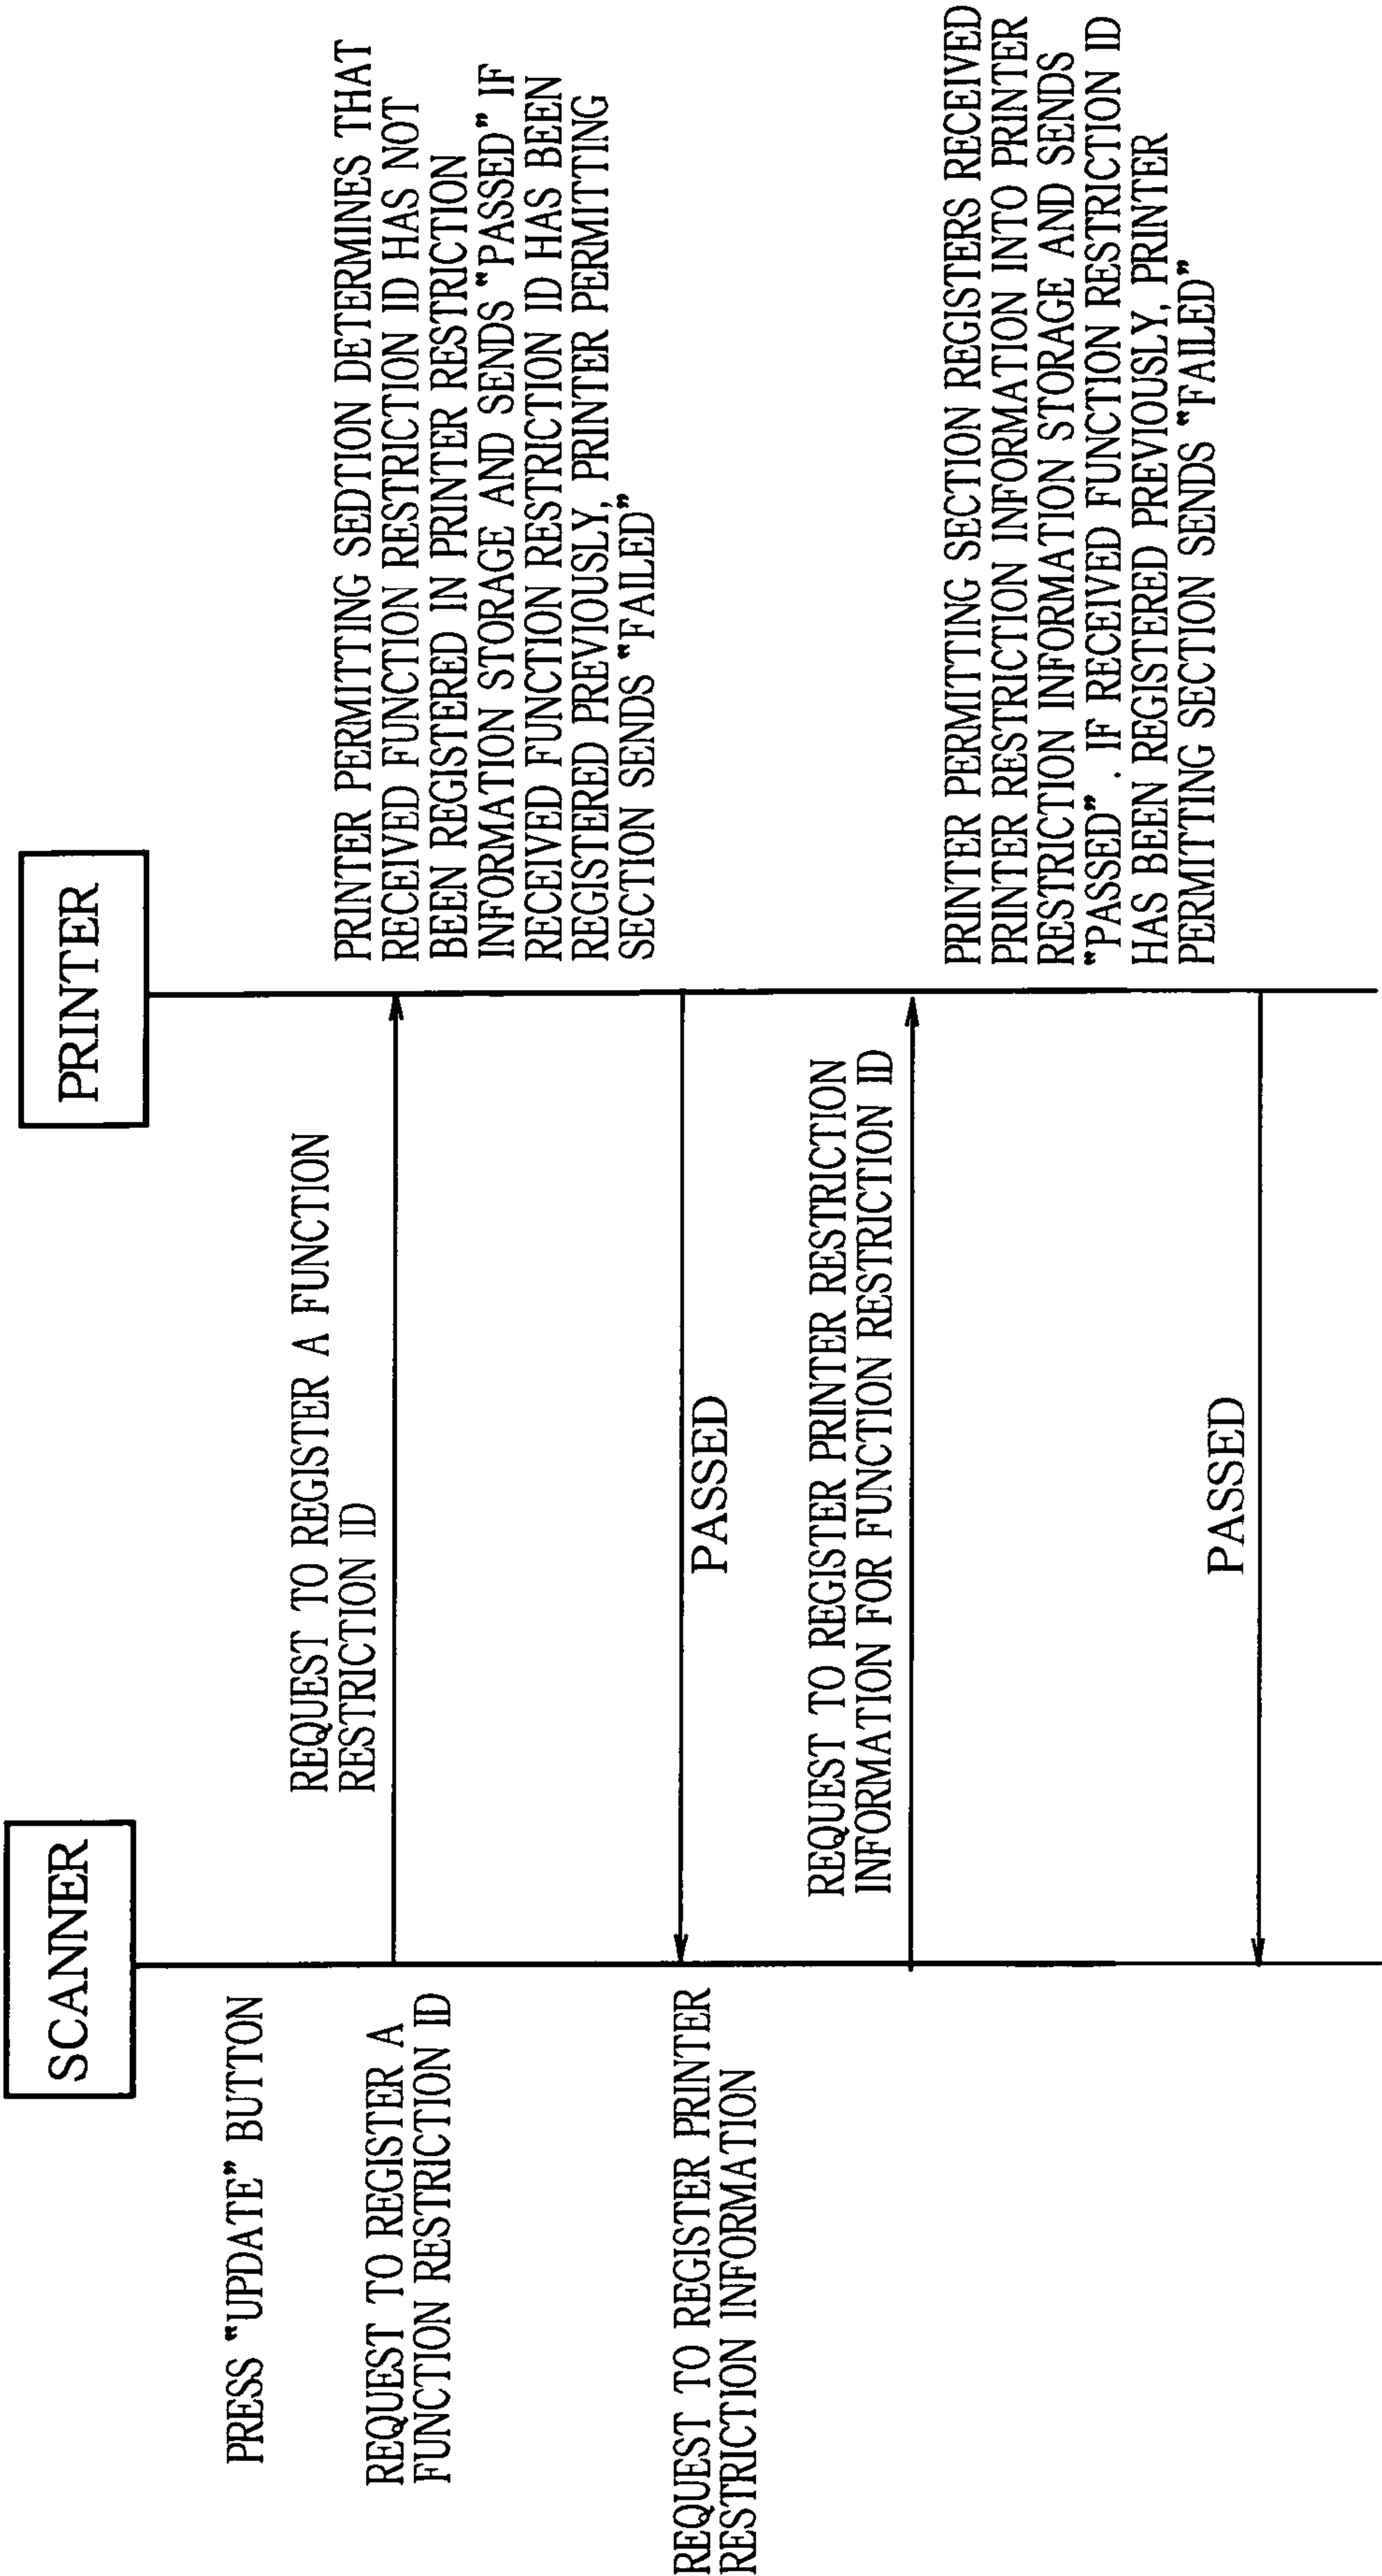 SCANNER
PRINTER
PRESS “UPDATE” BUTTON
REQUEST TO REGISTER A FUNCTION
RESTRICTION ID
REQUEST TO REGISTER A
FUNCTION RESTRICTION ID
PRINTER PERMITTING SEDTION DETERMINES THAT
RECEIVED FUNCTION RESTRICTION ID HAS NOT
BEEN REGISTERED IN PRINTER RESTRICTION
INFORMATION STORAGE AND SENDS “PASSED” IF
RECEIVED FUNCTION RESTRICTION ID HAS BEEN
REGISTERED PREVIOUSLY, PRINTER PERMITTING
SECTION SENDS “FAILED”
PASSED
REQUEST TO REGISTER PRINTER
RESTRICTION INFORMATION
REQUEST TO REGISTER PRINTER RESTRICTION
INFORMATION FOR FUNCTION RESTRICTION ID
PRINTER PERMITTING SECTION REGISTERS RECEIVED
PRINTER RESTRICTION INFORMATION INTO PRINTER
RESTRICTION INFORMATION STORAGE AND SENDS
“PASSED”. IF RECEIVED FUNCTION RESTRICTION ID
HAS BEEN REGISTERED PREVIOUSLY, PRINTER
PERMITTING SECTION SENDS “FAILED”
PASSED